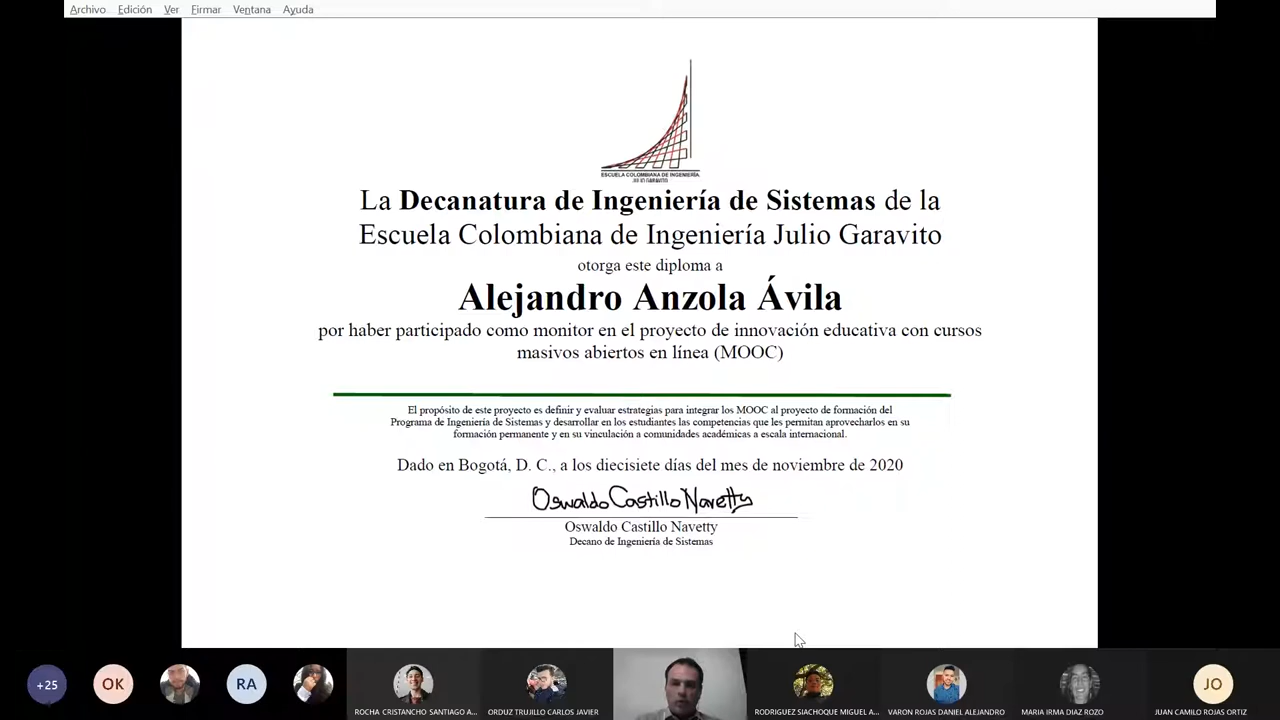 Archivo Edición Ver Firmar Ventana Ayuda
ESCUELA COLOMBIANA DE INGENIERÍA
JULIO GARAVITO
La Decanatura de Ingeniería de Sistemas de la
Escuela Colombiana de Ingeniería Julio Garavito
otorga este diploma a
Alejandro Anzola Ávila
por haber participado como monitor en el proyecto de innovación educativa con cursos
masivos abiertos en línea (MOOC)
El propósito de este proyecto es definir y evaluar estrategias para integrar los MOOC al proyecto de formación del
Programa de Ingeniería de Sistemas y desarrollar en los estudiantes las competencias que les permitan aprovecharlos en su
formación permanente y en su vinculación a comunidades académicas a escala internacional.
Dado en Bogotá, D. C., a los diecisiete días del mes de noviembre de 2020
Oswaldo Castillo Navetty
Oswaldo Castillo Navetty
Decano de Ingeniería de Sistemas
+25 OK RA JO
ROCHA CRISTANCHO SANTIAGO A... ORDUZ TRUJILLO CARLOS JAVIER RODRIGUEZ SIACHOQUE MIGUEL A... VARON ROJAS DANIEL ALEJANDRO MARIA IRMA DIAZ ROZO JUAN CAMILO ROJAS ORTIZ